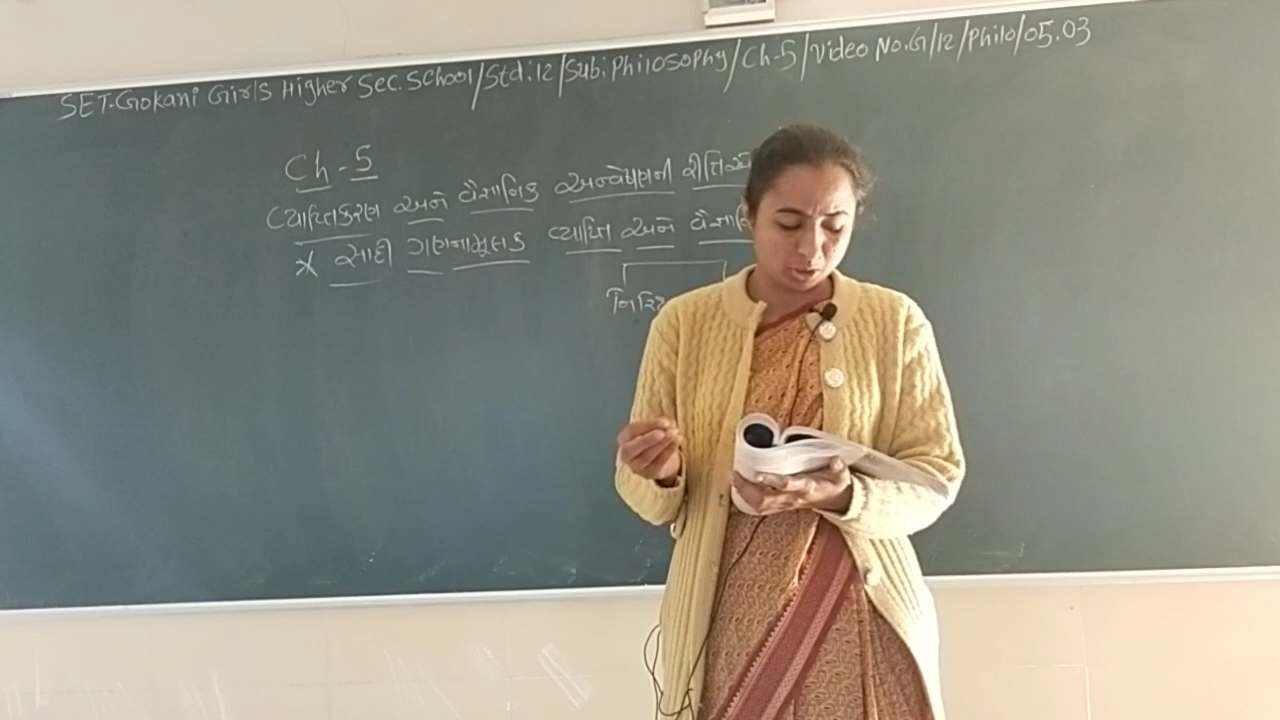 SET-Gokani Girls Higher Sec. School/Std:12/Sub:Philosophy/Ch-5/Video No.G/12/Philo/05.03
Ch-5
વ્યાપ્તિકરણ અને વૈજ્ઞાનિક અન્વેષણની
* સાદી ગણનામૂલક વ્યાપ્તિ અને